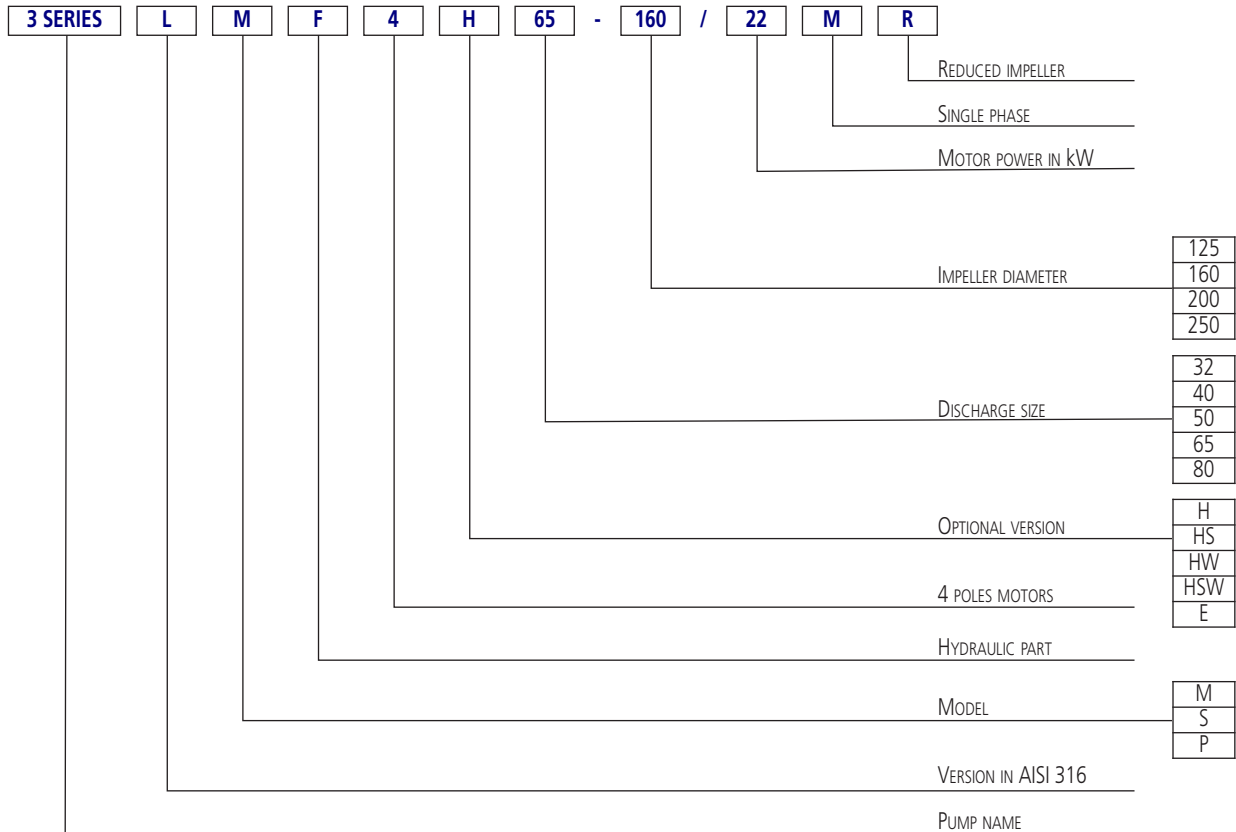 3 SERIES L M F 4 H 65 - 160 / 22 M R
REDUCED IMPELLER
SINGLE PHASE
MOTOR POWER IN kW
IMPELLER DIAMETER
125
160
200
250
DISCHARGE SIZE
32
40
50
65
80
OPTIONAL VERSION
H
HS
HW
HSW
E
4 POLES MOTORS
HYDRAULIC PART
MODEL
M
S
P
VERSION IN AISI 316
PUMP NAME